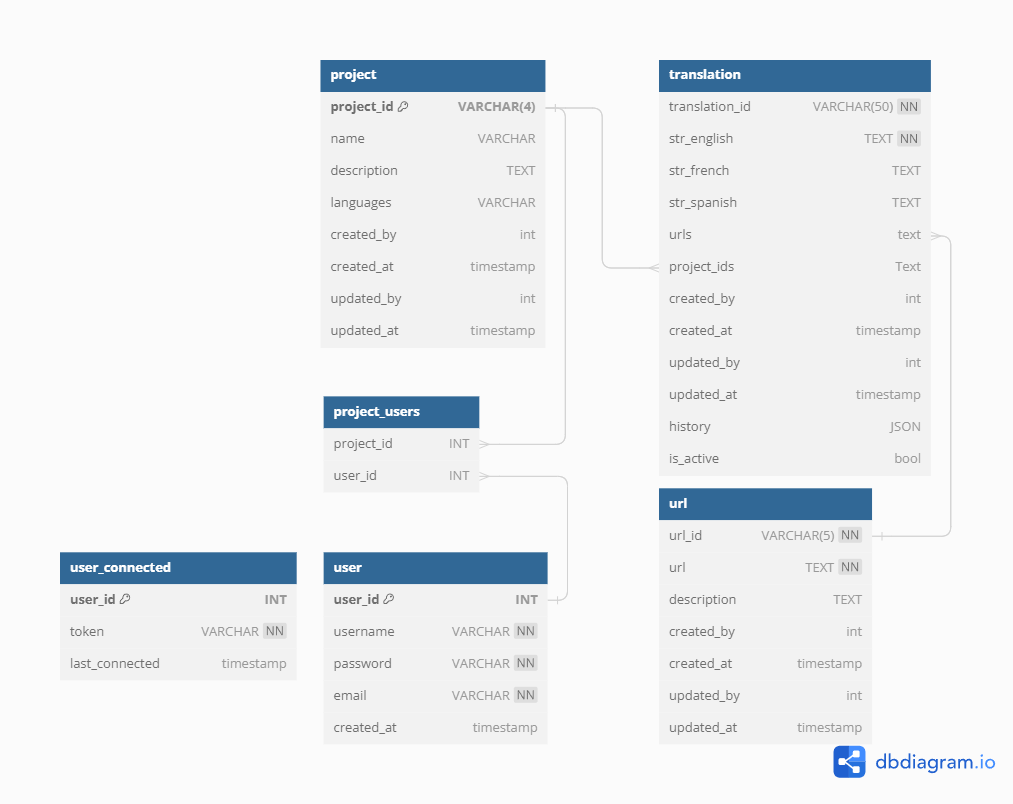 project
project_id VARCHAR(4)
name VARCHAR
description TEXT
languages VARCHAR
created_by int
created_at timestamp
updated_by int
updated_at timestamp
translation
translation_id VARCHAR(50) NN
str_english TEXT NN
str_french TEXT
str_spanish TEXT
urls text
project_ids Text
created_by int
created_at timestamp
updated_by int
updated_at timestamp
history JSON
is_active bool
project_users
project_id INT
user_id INT
url
url_id VARCHAR(5) NN
url TEXT NN
description TEXT
created_by int
created_at timestamp
updated_by int
updated_at timestamp
user_connected
user_id INT
token VARCHAR NN
last_connected timestamp
user
user_id INT
username VARCHAR NN
password VARCHAR NN
email VARCHAR NN
created_at timestamp
dbdiagram.io